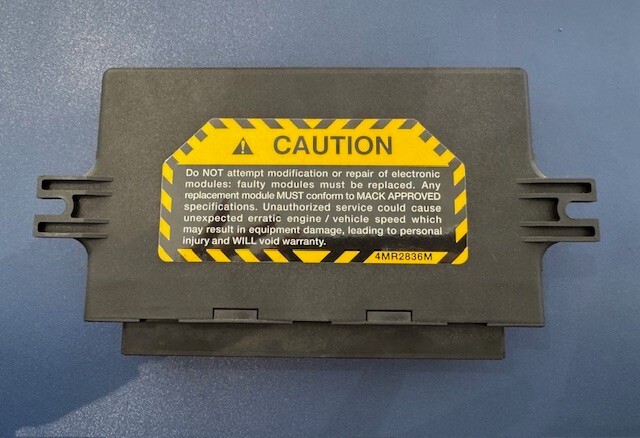 CAUTION
Do NOT attempt modification or repair of electronic
modules: faulty modules must be replaced. Any
replacement module MUST conform to MACK APPROVED
specifications. Unauthorized service could cause
unexpected erratic engine / vehicle speed which
may result in equipment damage, leading to personal
injury and WILL void warranty.
4MR2836M